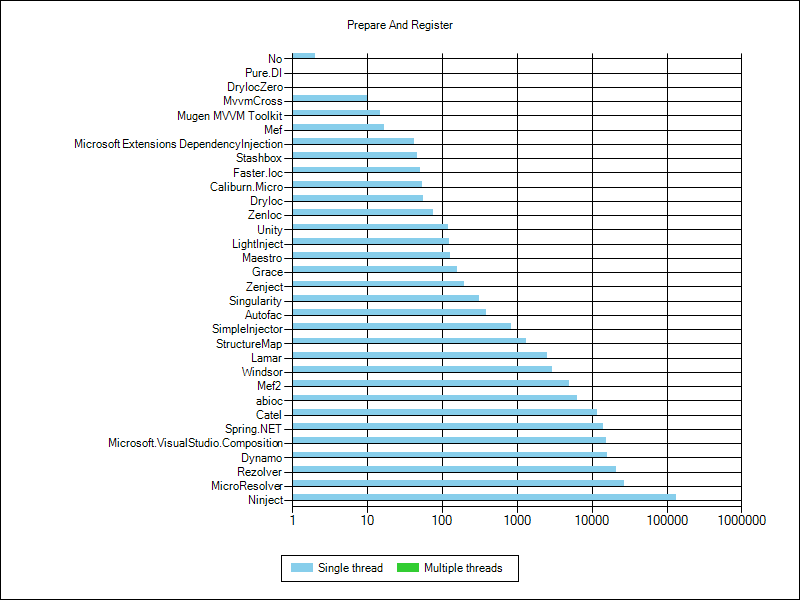 Prepare And Register
No
Pure.DI
DryIocZero
MvvmCross
Mugen MVVM Toolkit
Mef
Microsoft Extensions DependencyInjection
Stashbox
Faster.Ioc
Caliburn.Micro
DryIoc
ZenIoc
Unity
LightInject
Maestro
Grace
Zenject
Singularity
Autofac
SimpleInjector
StructureMap
Lamar
Windsor
Mef2
abioc
Catel
Spring.NET
Microsoft.VisualStudio.Composition
Dynamo
Rezolver
MicroResolver
Ninject
1 10 100 1000 10000 100000 1000000
Single thread Multiple threads